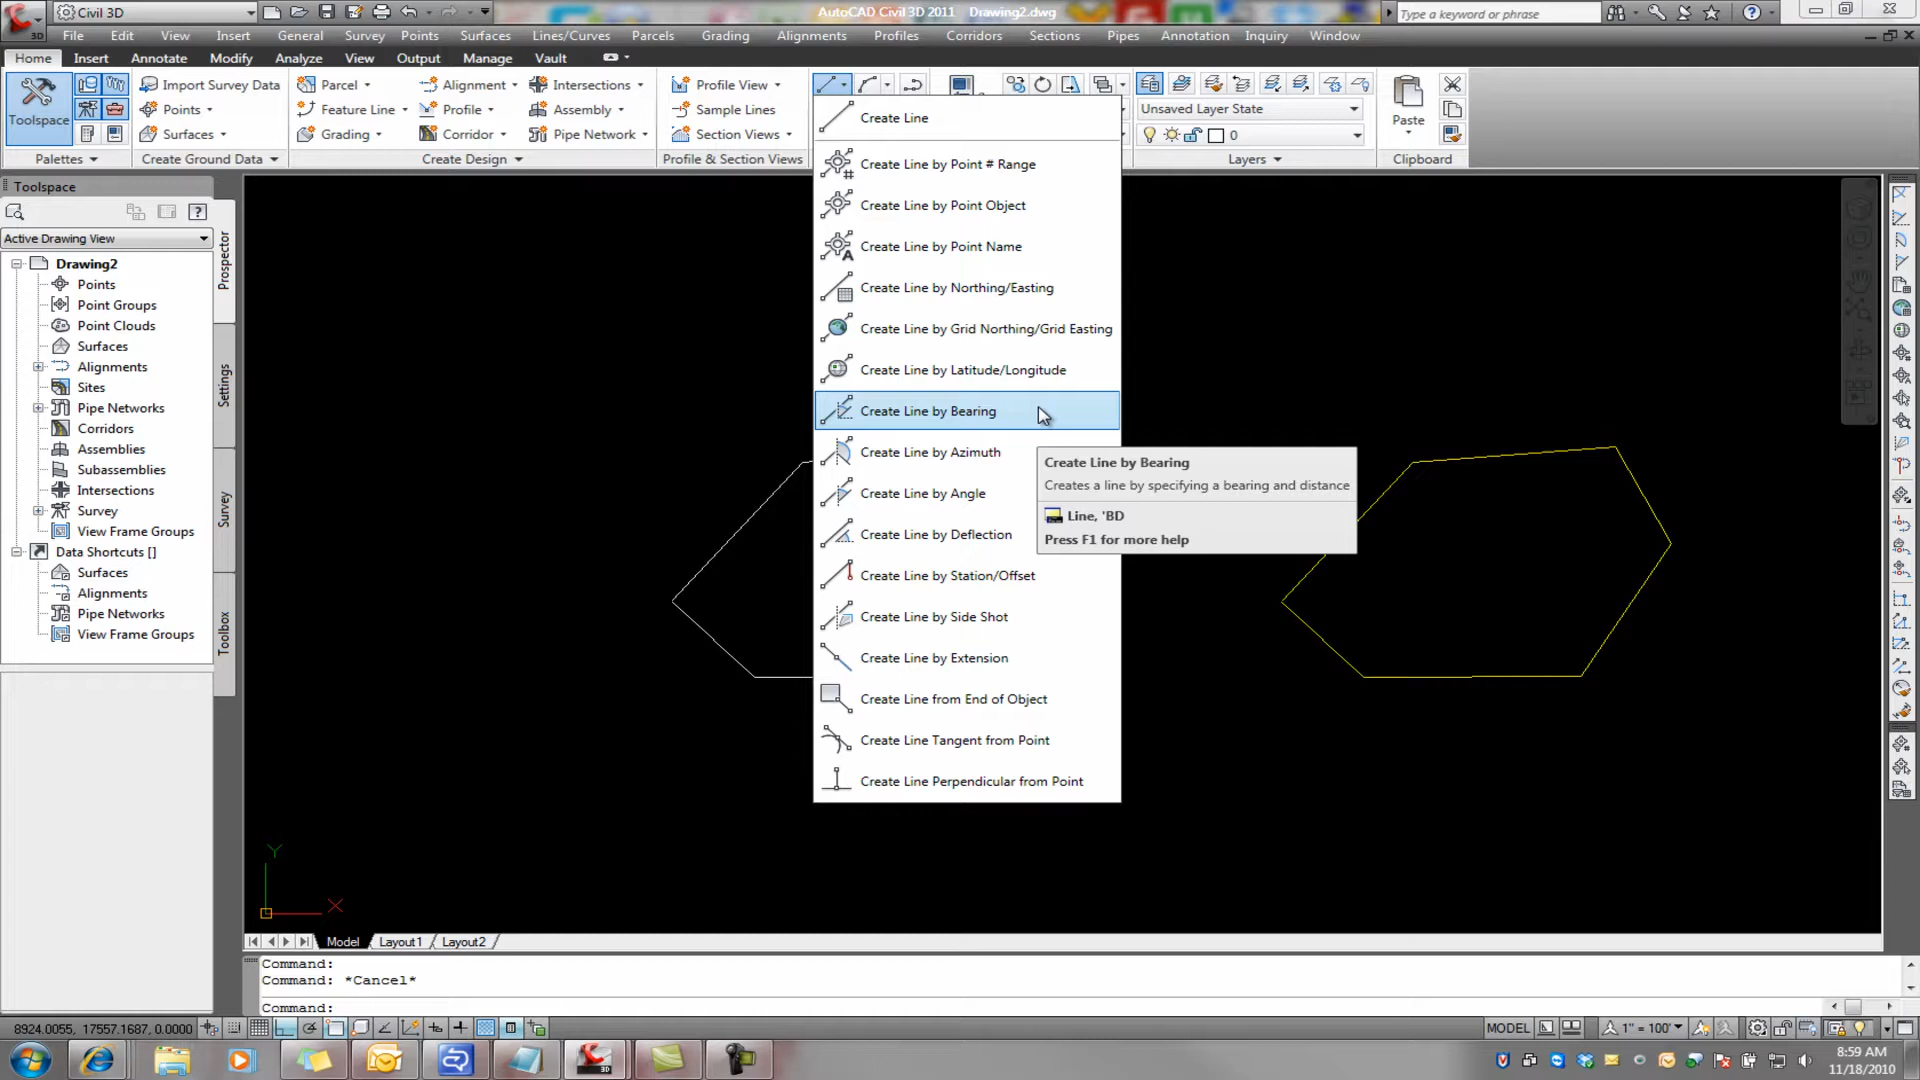 Civil 3D
AutoCAD Civil 3D 2011 Drawing2.dwg
Type a keyword or phrase
3D
File Edit View Insert General Survey Points Surfaces Lines/Curves Parcels Grading Alignments Profiles Corridors Sections Pipes Annotation Inquiry Window
Home Insert Annotate Modify Analyze View Output Manage Vault
Toolspace
Import Survey Data
Points
Surfaces
Parcel
Feature Line
Grading
Alignment
Profile
Corridor
Intersections
Assembly
Pipe Network
Profile View
Sample Lines
Section Views
Unsaved Layer State
0
Paste
Palettes
Create Ground Data
Create Design
Profile & Section Views
Layers
Clipboard
Toolspace
Active Drawing View
Drawing2
Points
Point Groups
Point Clouds
Surfaces
Alignments
Sites
Pipe Networks
Corridors
Assemblies
Subassemblies
Intersections
Survey
View Frame Groups
Data Shortcuts []
Surfaces
Alignments
Pipe Networks
View Frame Groups
Prospector
Settings
Survey
Toolbox
Create Line
Create Line by Point # Range
Create Line by Point Object
Create Line by Point Name
Create Line by Northing/Easting
Create Line by Grid Northing/Grid Easting
Create Line by Latitude/Longitude
Create Line by Bearing
Create Line by Azimuth
Create Line by Angle
Create Line by Deflection
Create Line by Station/Offset
Create Line by Side Shot
Create Line by Extension
Create Line from End of Object
Create Line Tangent from Point
Create Line Perpendicular from Point
Create Line by Bearing
Creates a line by specifying a bearing and distance
Line, 'BD
Press F1 for more help
Y
X
Model Layout1 Layout2
Command:
Command: *Cancel*
Command:
8924.0055, 17557.1687, 0.0000
MODEL
1" = 100'
3D
8:59 AM
11/18/2010